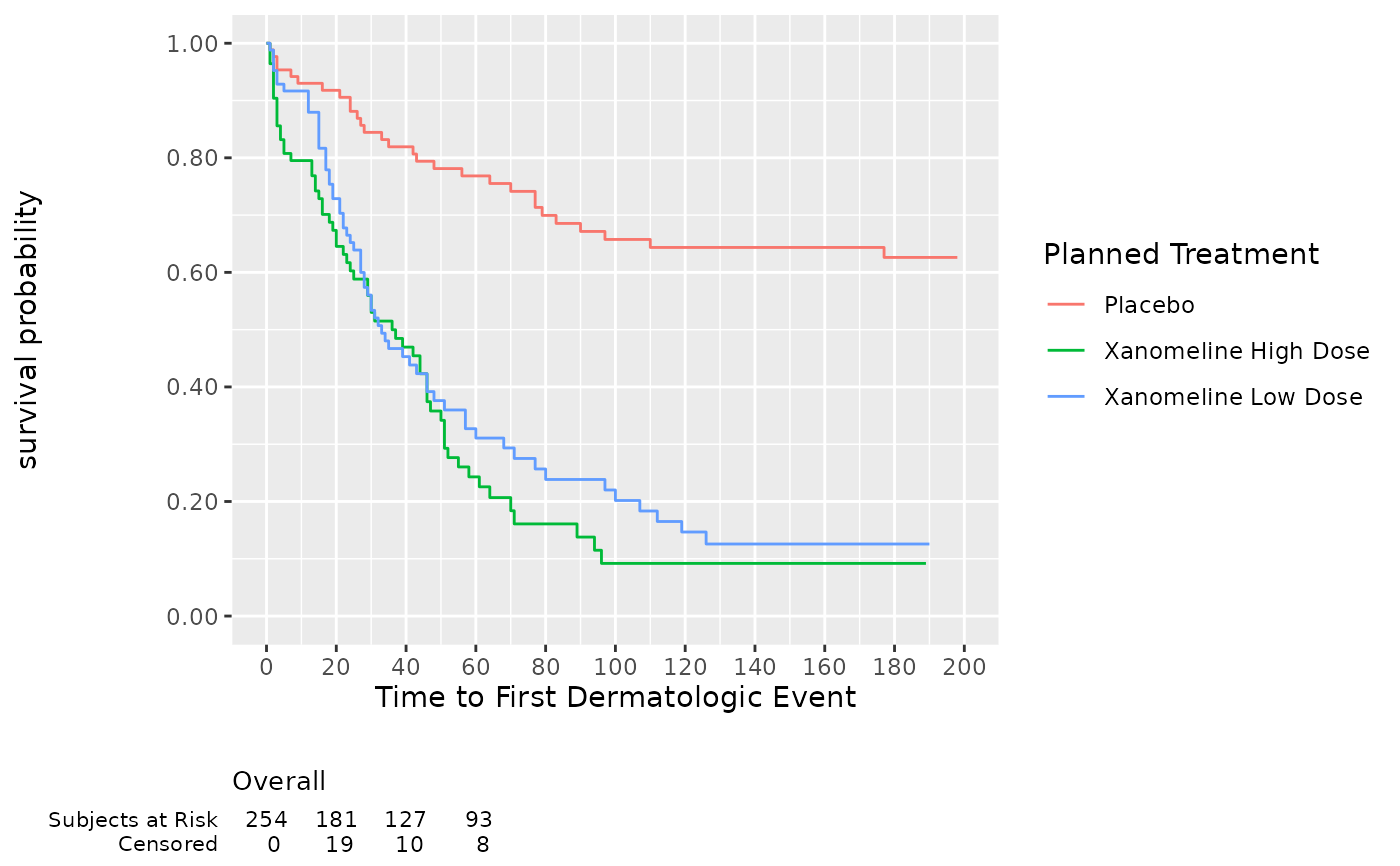 survival probability
1.00
0.80
0.60
0.40
0.20
0.00
0 20 40 60 80 100 120 140 160 180 200
Time to First Dermatologic Event
Planned Treatment
Placebo
Xanomeline High Dose
Xanomeline Low Dose
Overall
Subjects at Risk 254 181 127 93
Censored 0 19 10 8